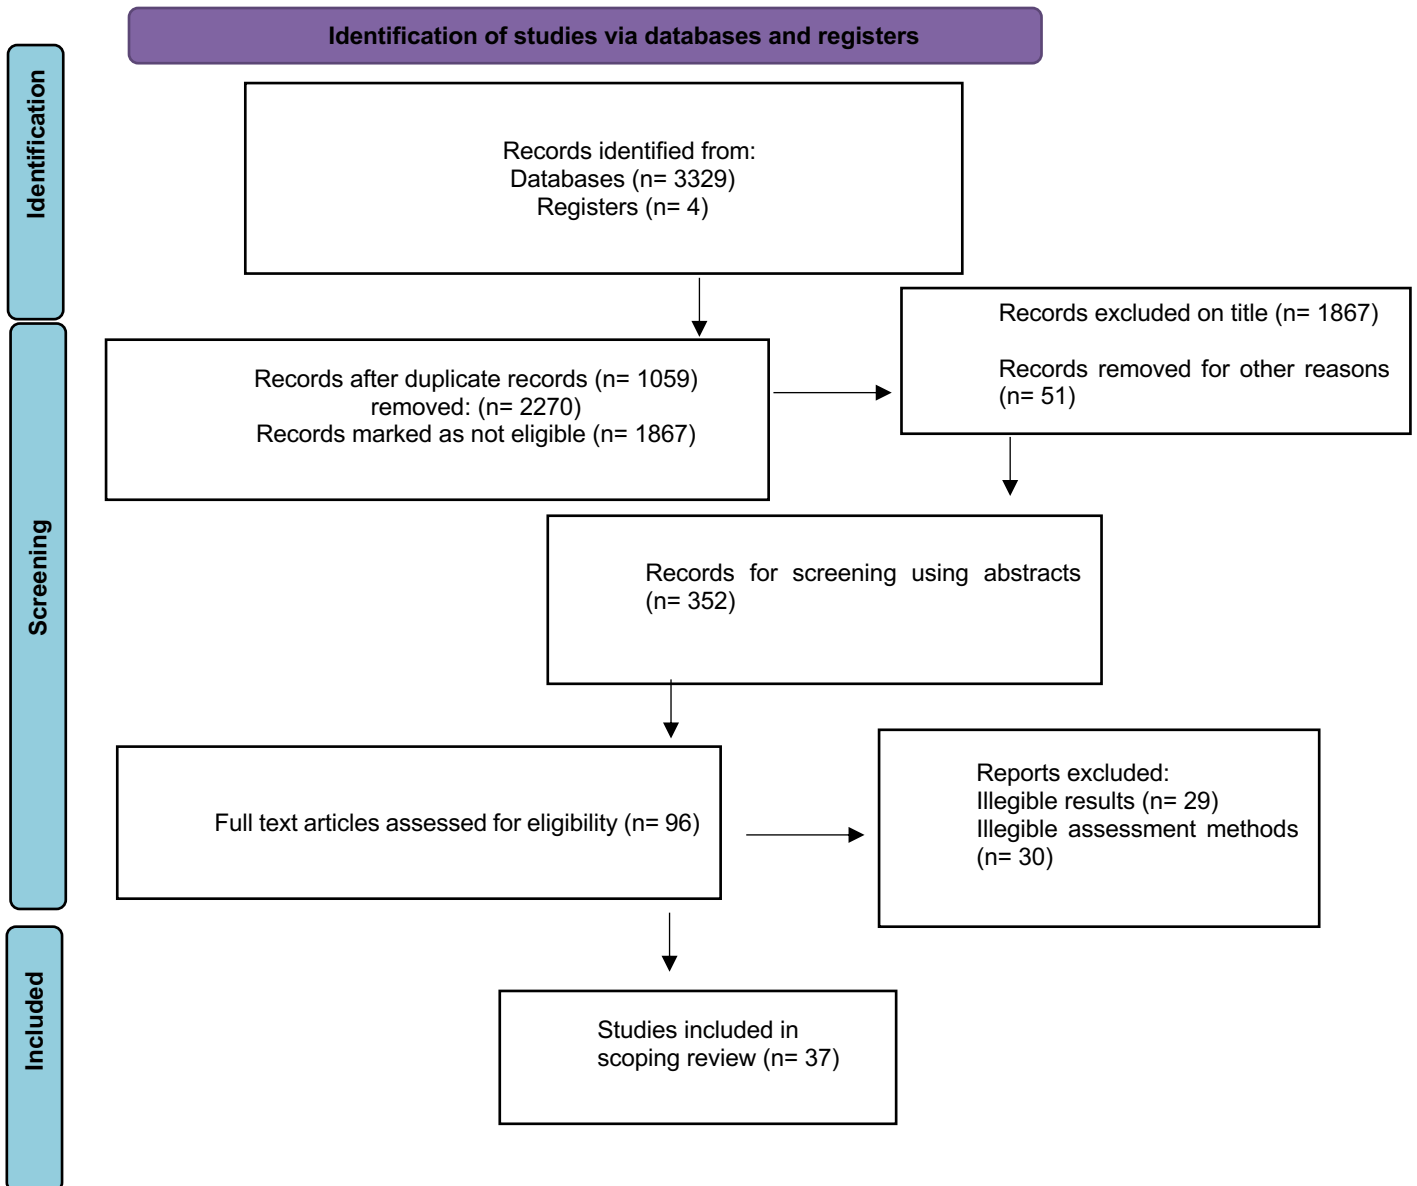 Identification of studies via databases and registers
Identification
Records identified from:
Databases (n= 3329)
Registers (n= 4)
Records excluded on title (n= 1867)
Records removed for other reasons
(n= 51)
Screening
Records after duplicate records (n= 1059)
removed: (n= 2270)
Records marked as not eligible (n= 1867)
Records for screening using abstracts
(n= 352)
Full text articles assessed for eligibility (n= 96)
Reports excluded:
Illegible results (n= 29)
Illegible assessment methods
(n= 30)
Included
Studies included in
scoping review (n= 37)